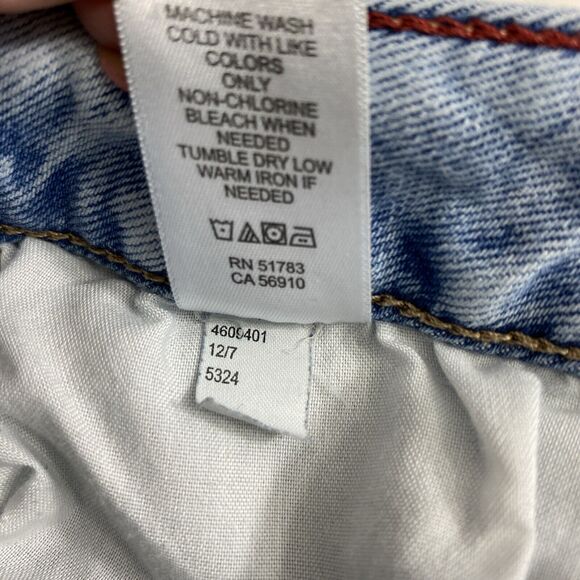 MACHINE WASH
COLD WITH LIKE
COLORS
ONLY
NON-CHLORINE
BLEACH WHEN
NEEDED
TUMBLE DRY LOW
WARM IRON IF
NEEDED
RN 51783
CA 56910
4609401
12/7
5324